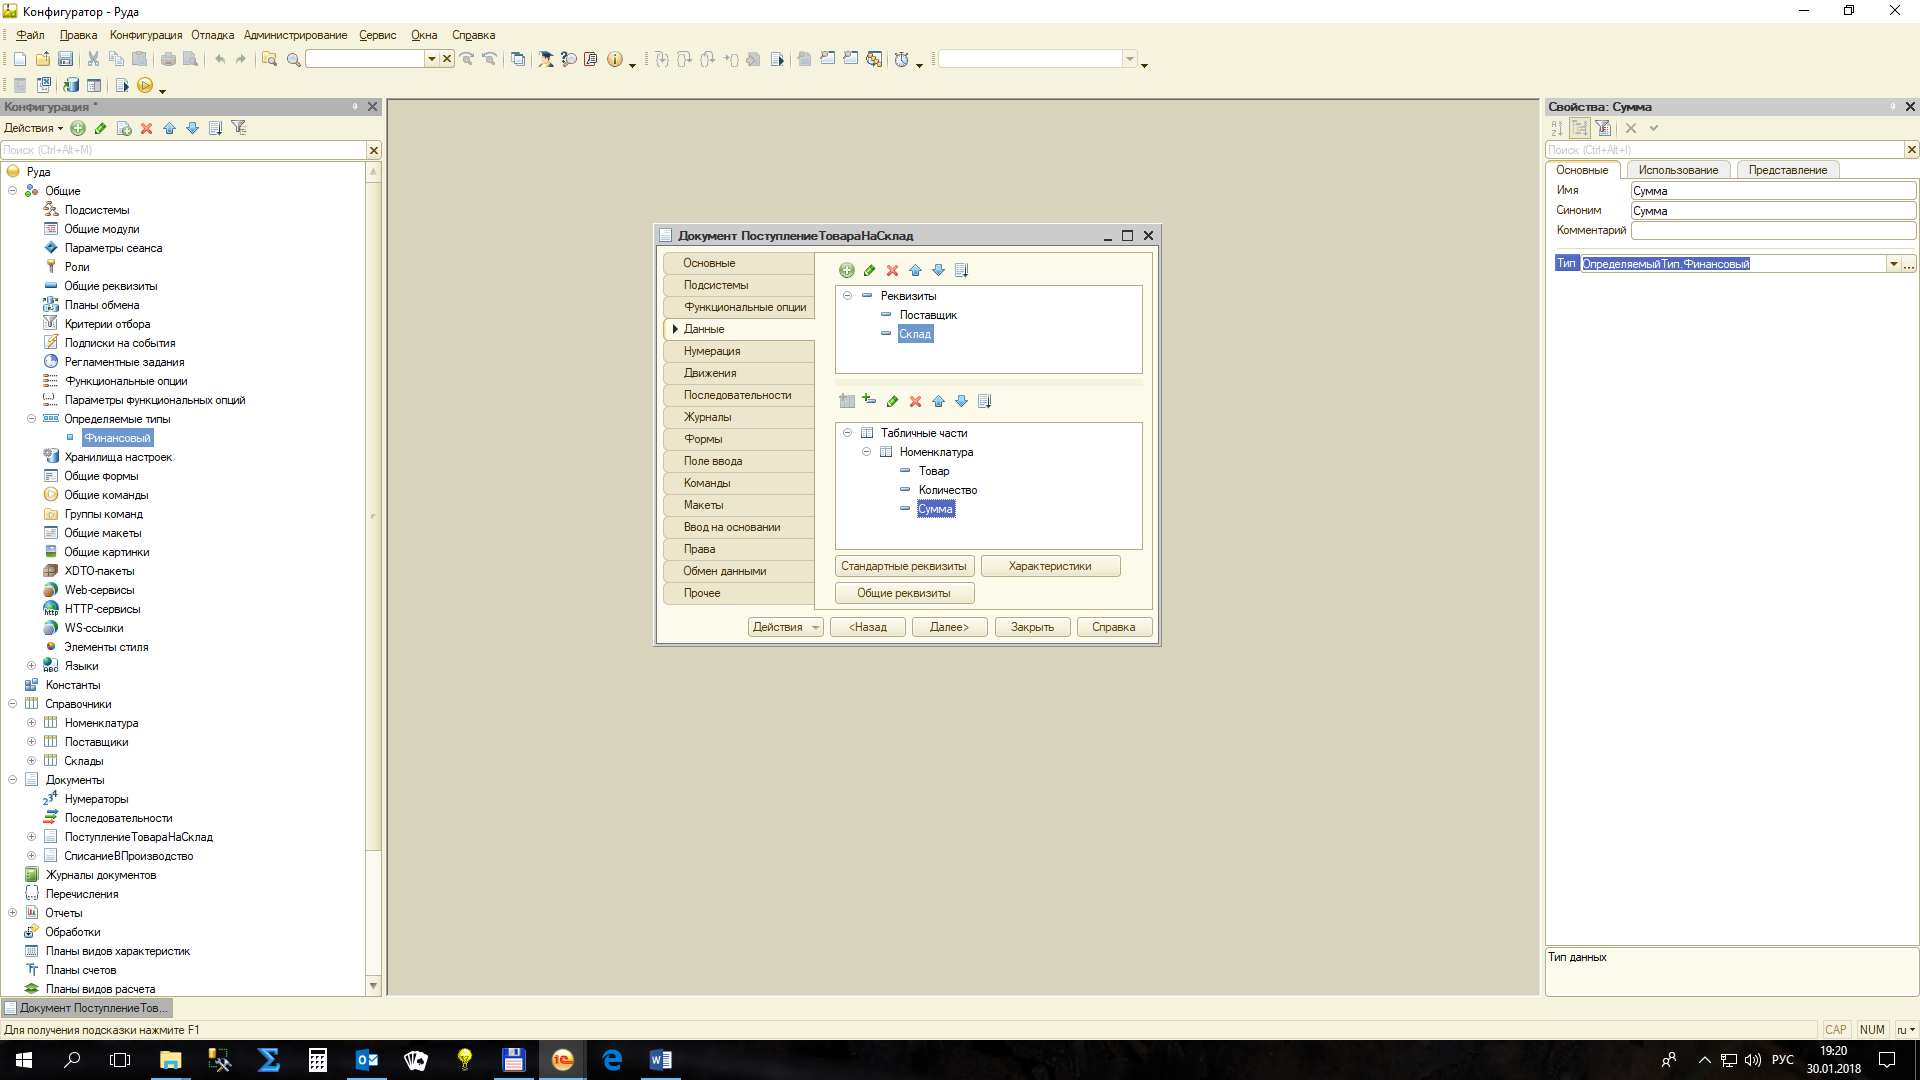 Конфигуратор - Руда
Файл Правка Конфигурация Отладка Администрирование Сервис Окна Справка
Конфигурация *
Действия
Поиск (Ctrl+Alt+M)
Руда
Общие
Подсистемы
Общие модули
Параметры сеанса
Роли
Общие реквизиты
Планы обмена
Критерии отбора
Подписки на события
Регламентные задания
Функциональные опции
Параметры функциональных опций
Определяемые типы
Финансовый
Хранилища настроек
Общие формы
Общие команды
Группы команд
Общие макеты
Общие картинки
XDTO-пакеты
Web-сервисы
HTTP-сервисы
WS-ссылки
Элементы стиля
Языки
Константы
Справочники
Номенклатура
Поставщики
Склады
Документы
Нумераторы
Последовательности
ПоступлениеТовараНаСклад
СписаниеВПроизводство
Журналы документов
Перечисления
Отчеты
Обработки
Планы видов характеристик
Планы счетов
Планы видов расчета
Документ ПоступлениеТовараНаСклад
Основные
Подсистемы
Функциональные опции
Данные
Нумерация
Движения
Последовательности
Журналы
Формы
Поле ввода
Команды
Макеты
Ввод на основании
Права
Обмен данными
Прочее
Реквизиты
Поставщик
Склад
Табличные части
Номенклатура
Товар
Количество
Сумма
Стандартные реквизиты Характеристики
Общие реквизиты
Действия <Назад Далее> Закрыть Справка
Свойства: Сумма
Поиск (Ctrl+Alt+I)
Основные Использование Представление
Имя Сумма
Синоним Сумма
Комментарий
Тип ОпределяемыйТип.Финансовый ...
Тип данных
Документ ПоступлениеТов...
Для получения подсказки нажмите F1
CAP NUM ru
РУС
19:20
30.01.2018